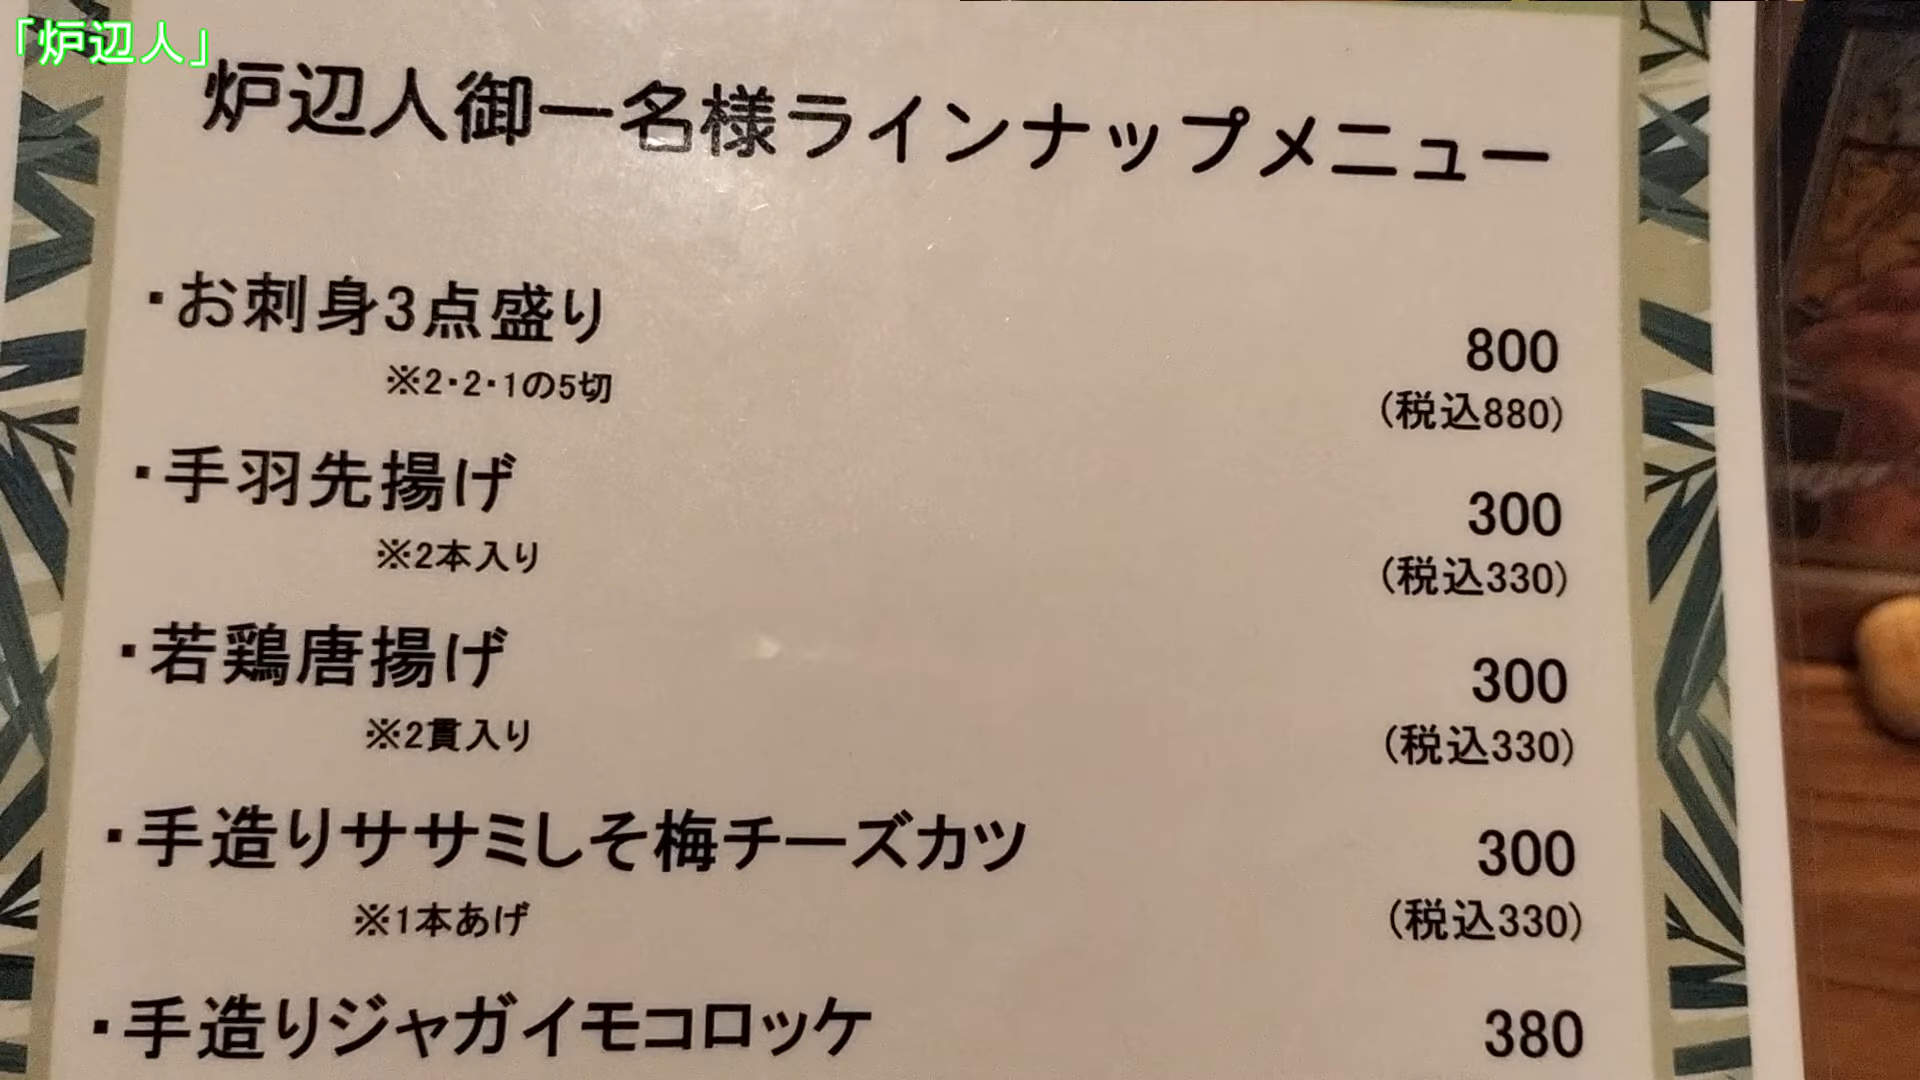 「炉辺人」
炉辺人御一名様ラインナップメニュー
・お刺身3点盛り
800
※2・2・1の5切
(税込880)
・手羽先揚げ
300
※2本入り
(税込330)
・若鶏唐揚げ
300
※2貫入り
(税込330)
・手造りササミしそ梅チーズカツ
300
※1本あげ
(税込330)
・手造りジャガイモコロッケ
380